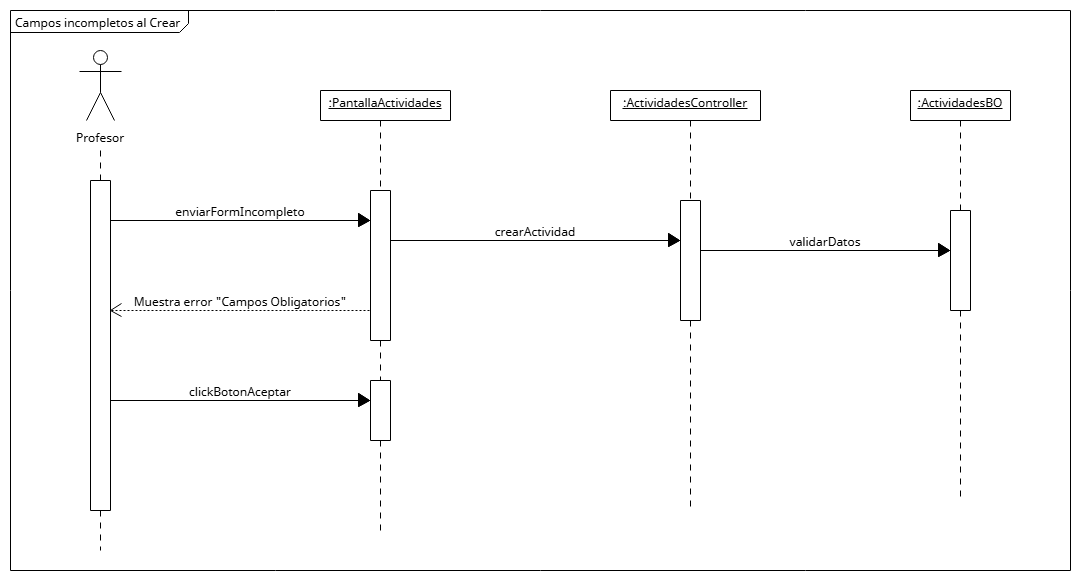 Campos incompletos al Crear
Profesor
:PantallaActividades
:ActividadesController
:ActividadesBO
enviarFormIncompleto
crearActividad
validarDatos
Muestra error "Campos Obligatorios"
clickBotonAceptar